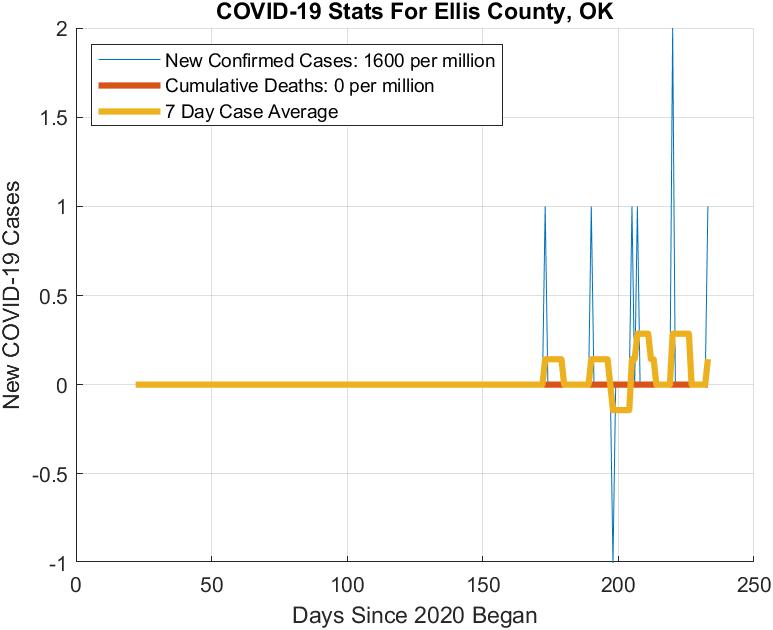 COVID-19 Stats For Ellis County, OK
New Confirmed Cases: 1600 per million
Cumulative Deaths: 0 per million
7 Day Case Average
New COVID-19 Cases
2
1.5
1
0.5
0
-0.5
-1
0 50 100 150 200 250
Days Since 2020 Began